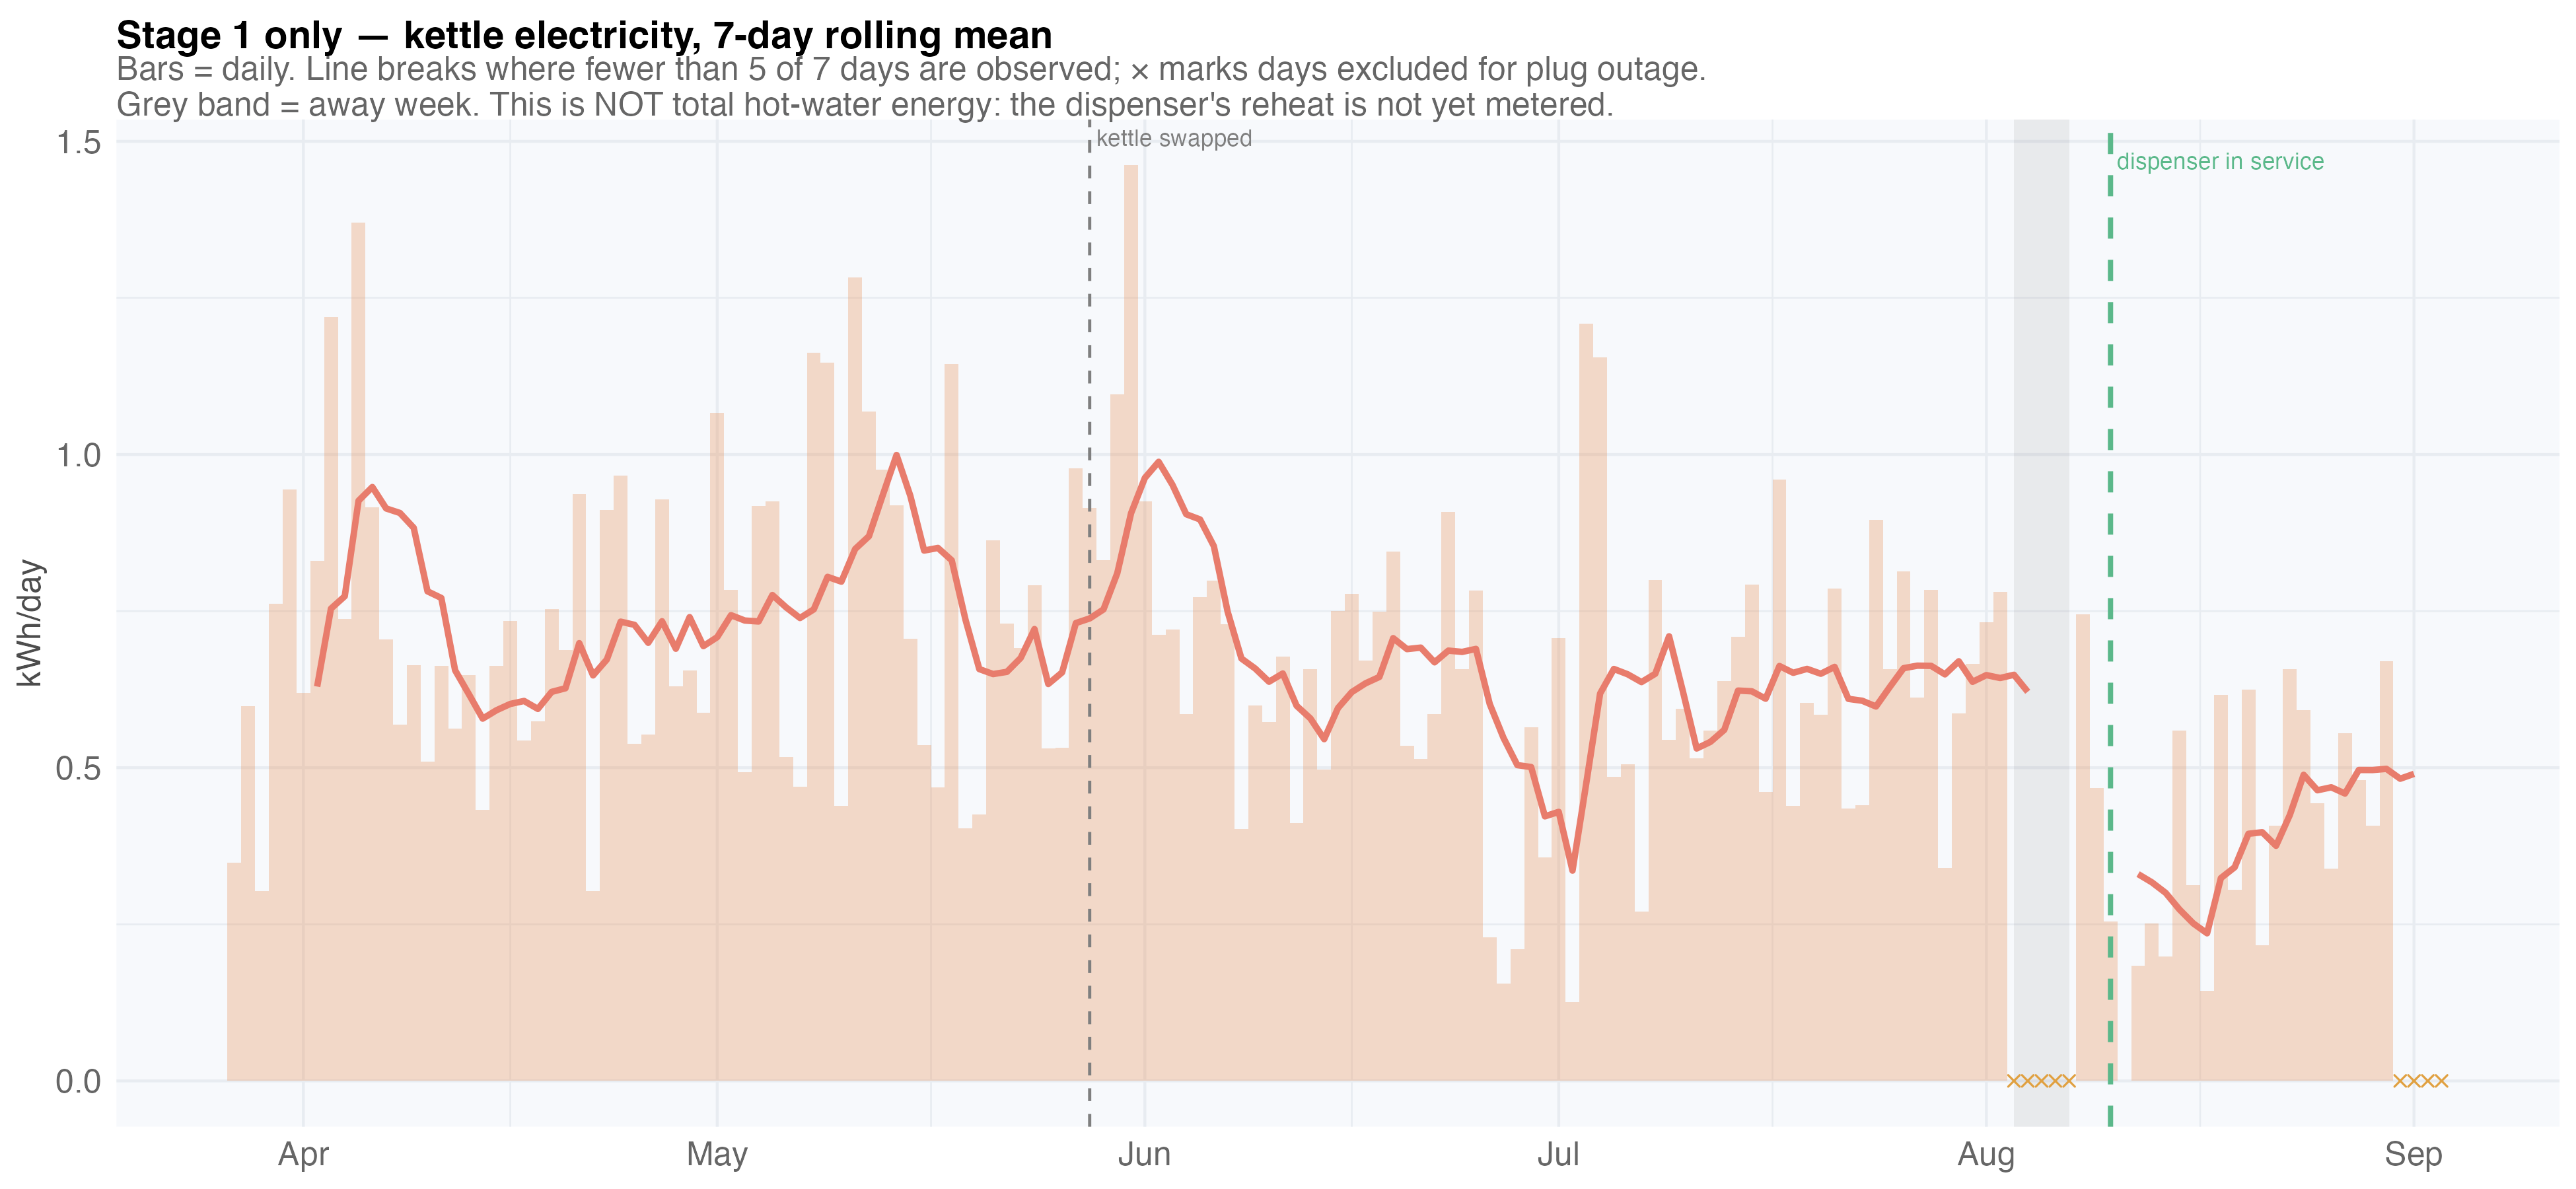 Stage 1 only — kettle electricity, 7-day rolling mean
Bars = daily. Line breaks where fewer than 5 of 7 days are observed; × marks days excluded for plug outage.
Grey band = away week. This is NOT total hot-water energy: the dispenser's reheat is not yet metered.
kettle swapped
dispenser in service
1.5
1.0
0.5
0.0
kWh/day
Apr May Jun Jul Aug Sep